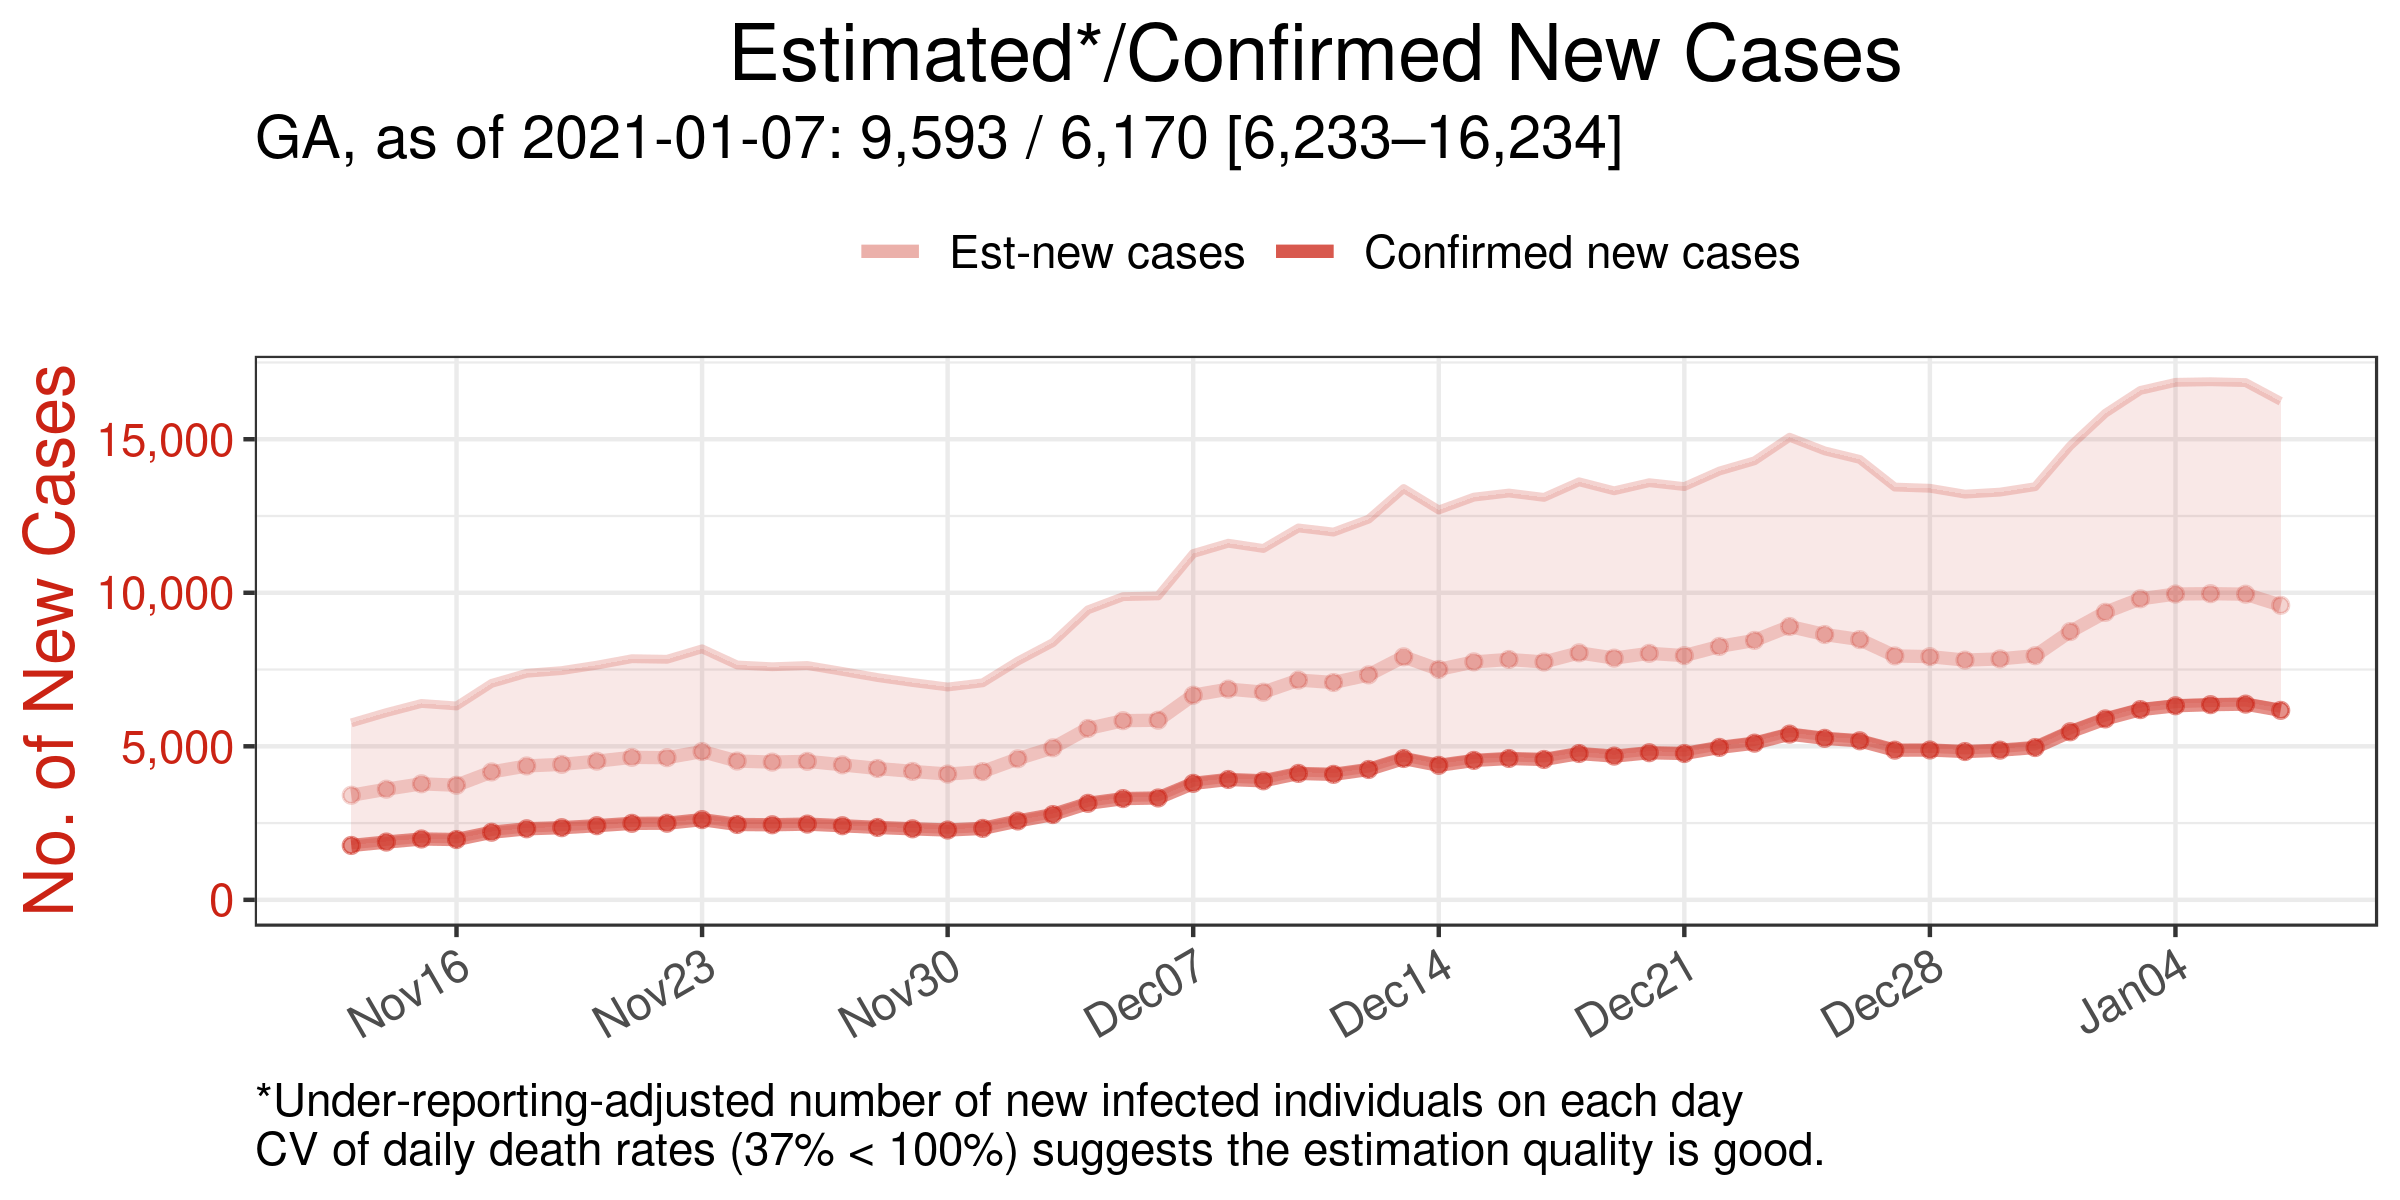 Estimated*/Confirmed New Cases
GA, as of 2021-01-07: 9,593 / 6,170 [6,233–16,234]
Est-new cases
Confirmed new cases
No. of New Cases
15,000
10,000
5,000
0
Nov16
Nov23
Nov30
Dec07
Dec14
Dec21
Dec28
Jan04
*Under-reporting-adjusted number of new infected individuals on each day
CV of daily death rates (37% < 100%) suggests the estimation quality is good.